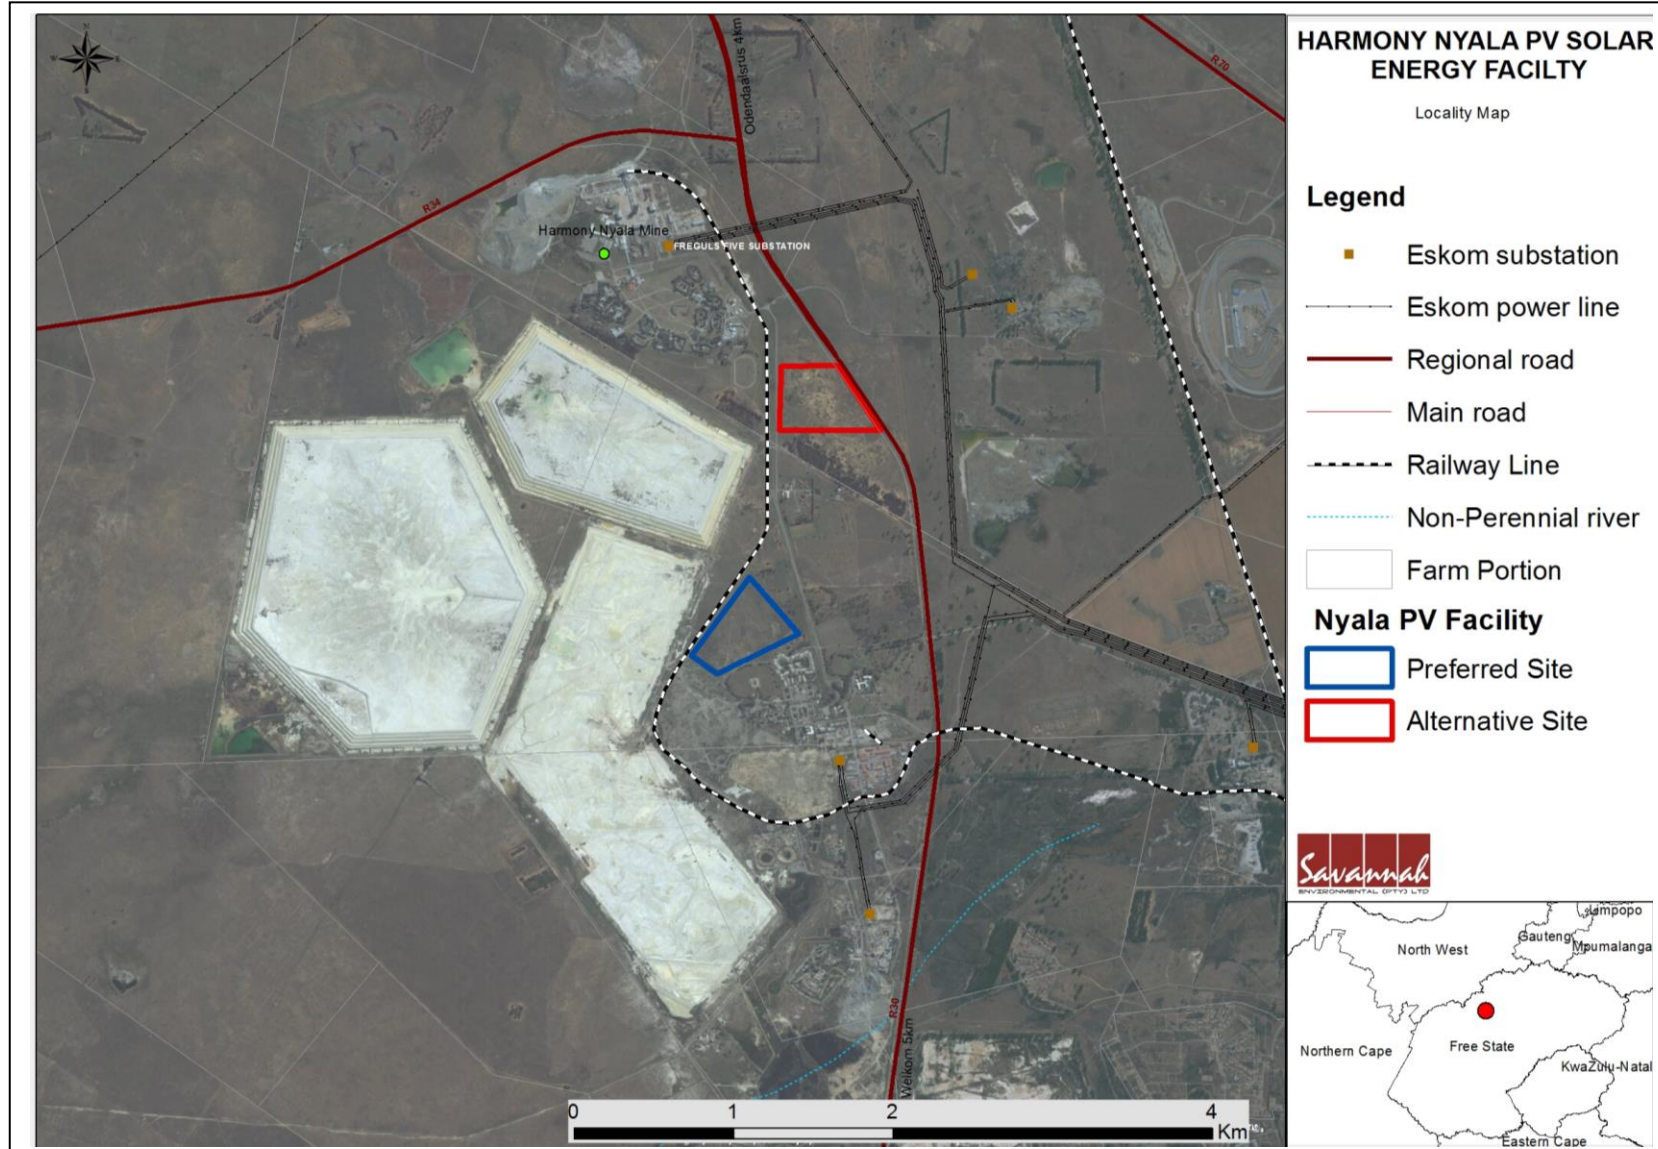 HARMONY NYALA PV SOLAR
ENERGY FACILTY
Locality Map
Legend
Eskom substation
Eskom power line
Regional road
Main road
Railway Line
Non-Perennial river
Farm Portion
Nyala PV Facility
Preferred Site
Alternative Site
Savannah
ENVIRONMENTAL (PTY) LTD
Limpopo
Gauteng
North West
Mpumalanga
Northern Cape
Free State
KwaZulu-Natal
Eastern Cape
N
W
E
S
Odendaalsrus 4km
R70
R34
Harmony Nyala Mine
FREGULS FIVE SUBSTATION
R30
Welkom 5km
0 1 2 4
Km